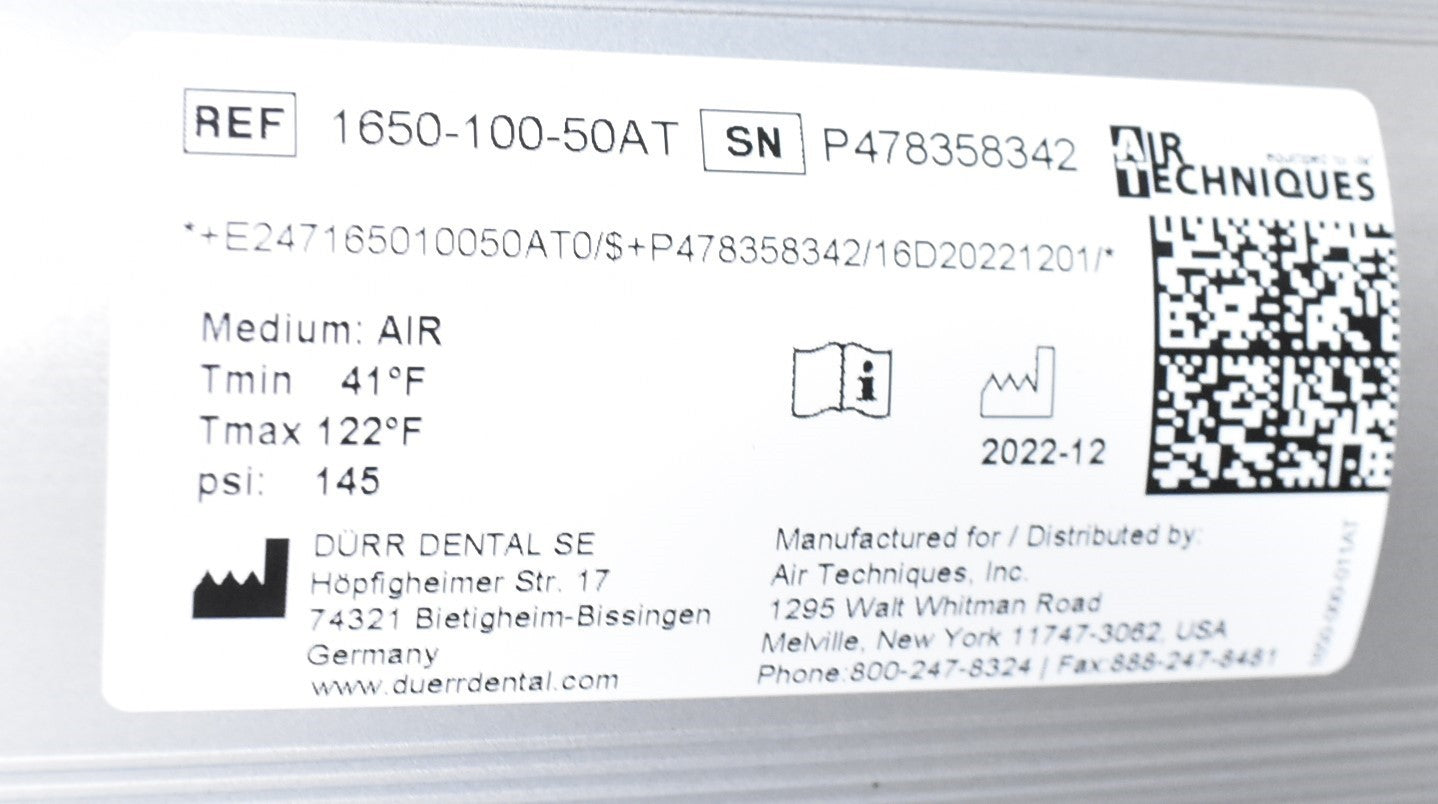 REF 1650-100-50AT SN P478358342
AIR
TECHNIQUES
*+E247165010050AT0/$+P478358342/16D20221201/*
Medium: AIR
Tmin 41°F
Tmax 122°F
psi: 145
2022-12
DÜRR DENTAL SE
Höpfigheimer Str. 17
74321 Bietigheim-Bissingen
Germany
www.duerrdental.com
Manufactured for / Distributed by:
Air Techniques, Inc.
1295 Walt Whitman Road
Melville, New York 11747-3062, USA
Phone:800-247-8324 | Fax:888-247-8481